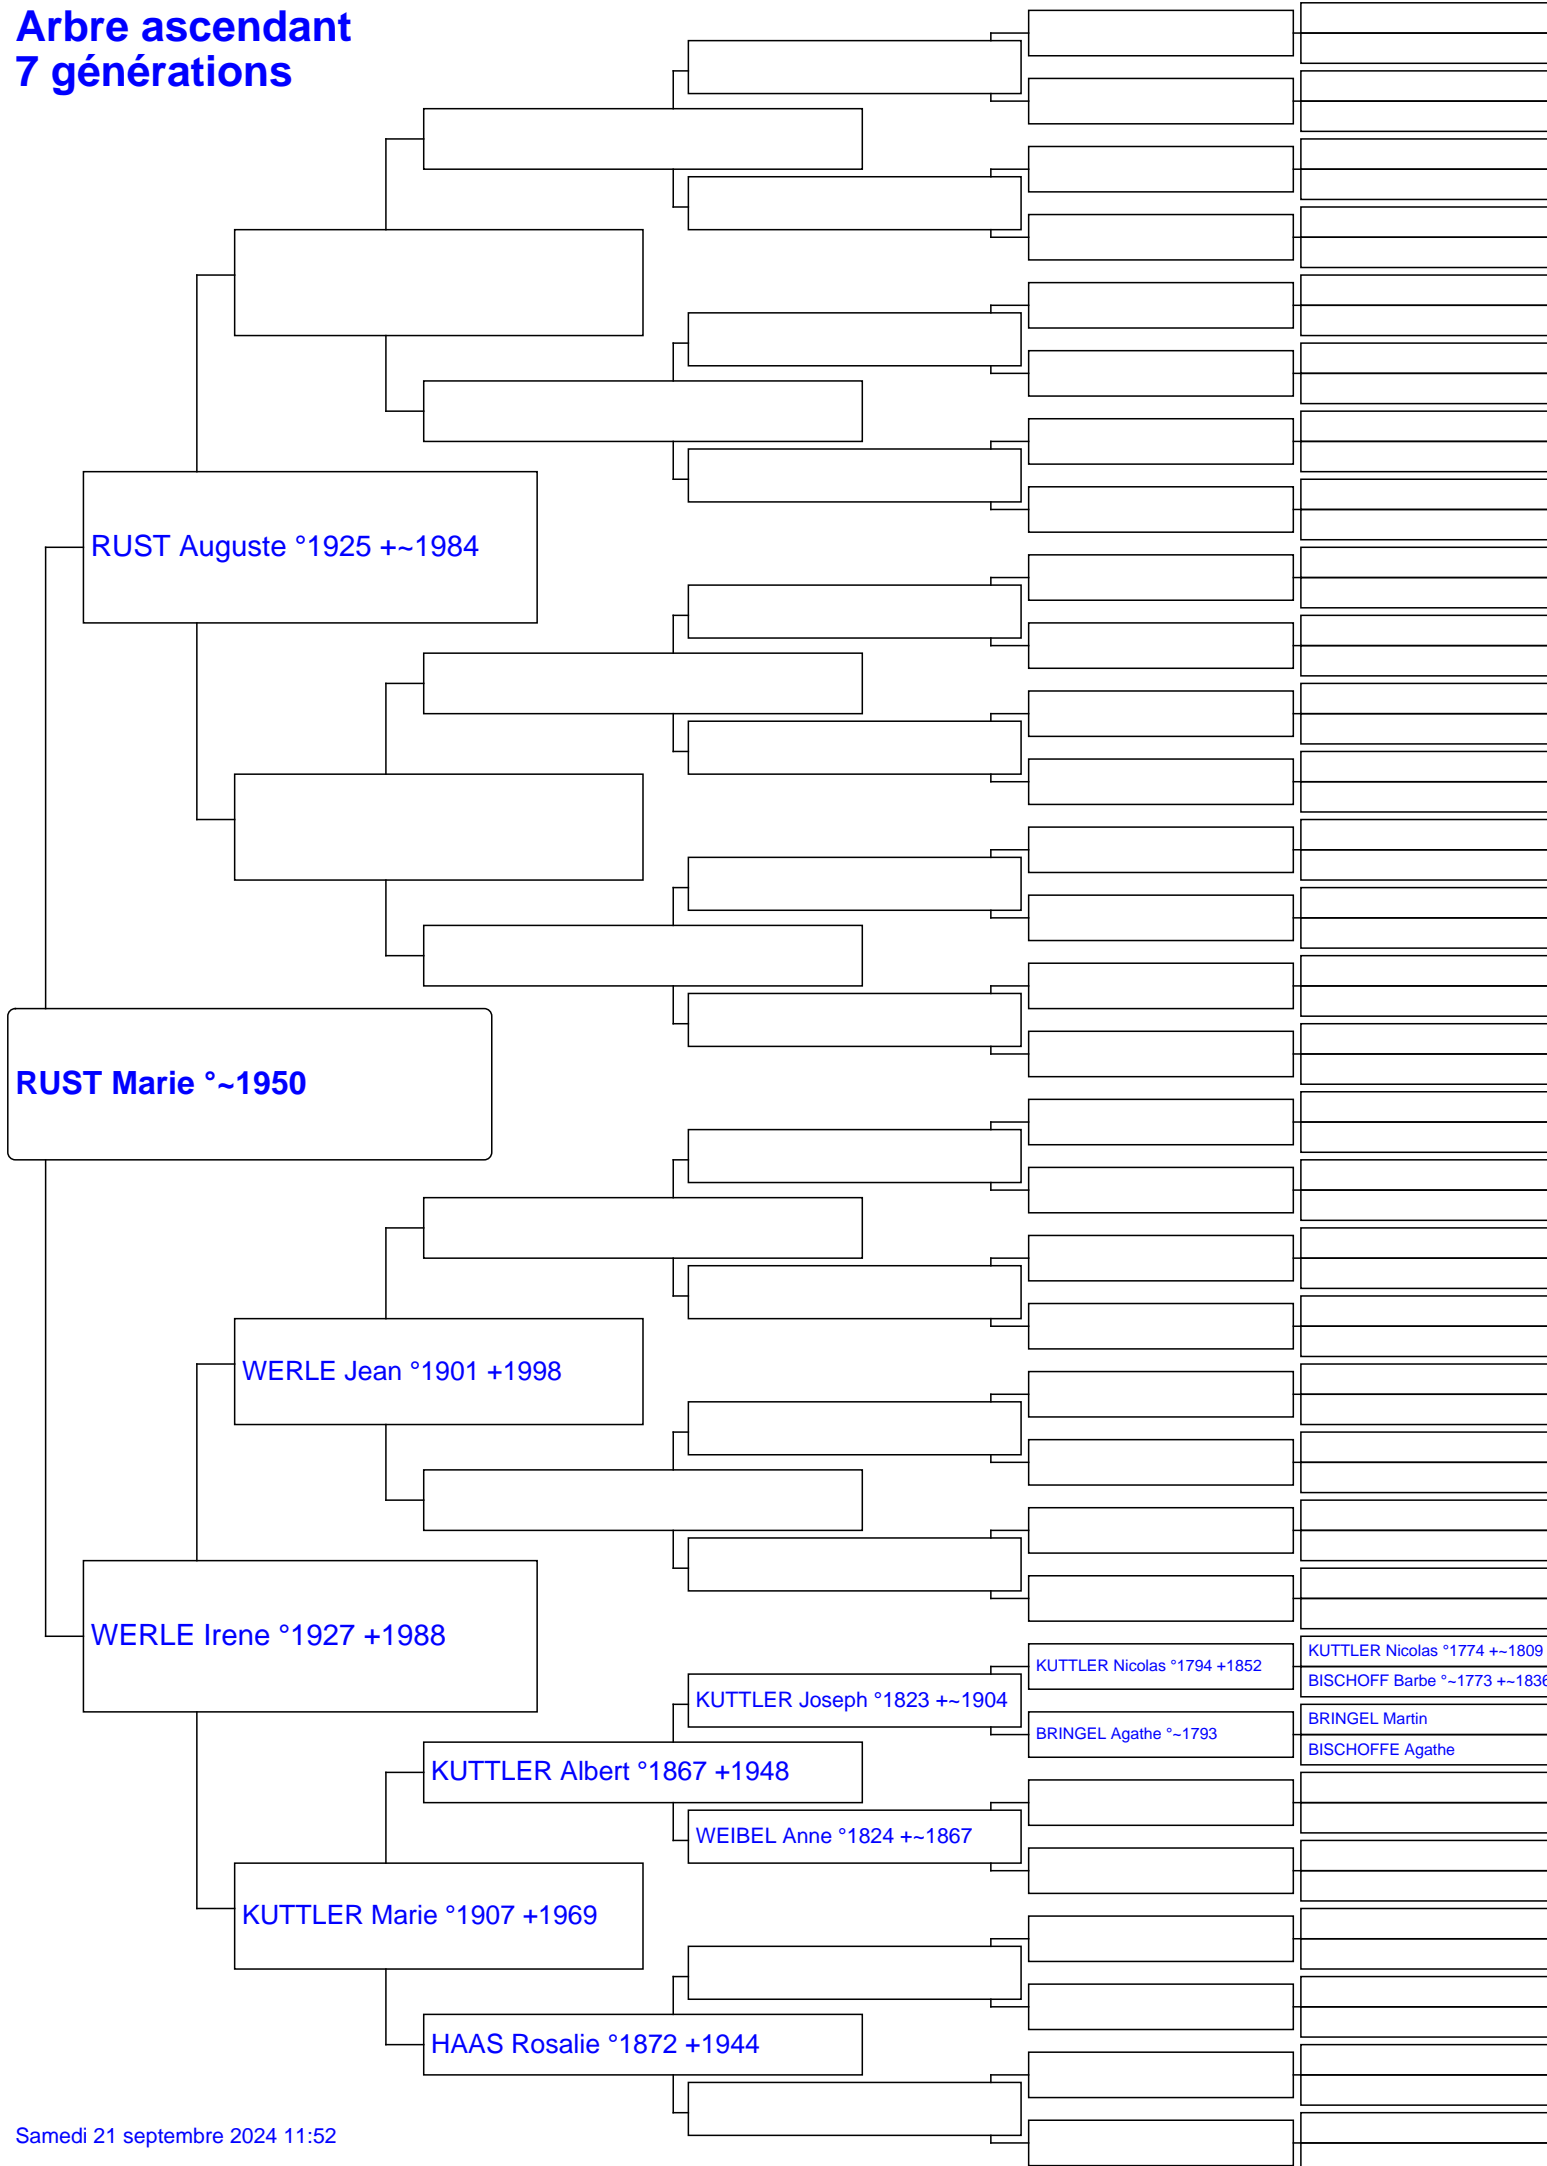 Arbre ascendant
7 générations
RUST Auguste °1925 +~1984
RUST Marie °~1950
WERLE Jean °1901 +1998
WERLE Irene °1927 +1988
KUTTLER Nicolas °1774 +~1809
KUTTLER Nicolas °1794 +1852
BISCHOFF Barbe °~1773 +~1836
KUTTLER Joseph °1823 +~1904
BRINGEL Martin
BRINGEL Agathe °~1793
BISCHOFFE Agathe
KUTTLER Albert °1867 +1948
WEIBEL Anne °1824 +~1867
KUTTLER Marie °1907 +1969
HAAS Rosalie °1872 +1944
Samedi 21 septembre 2024 11:52